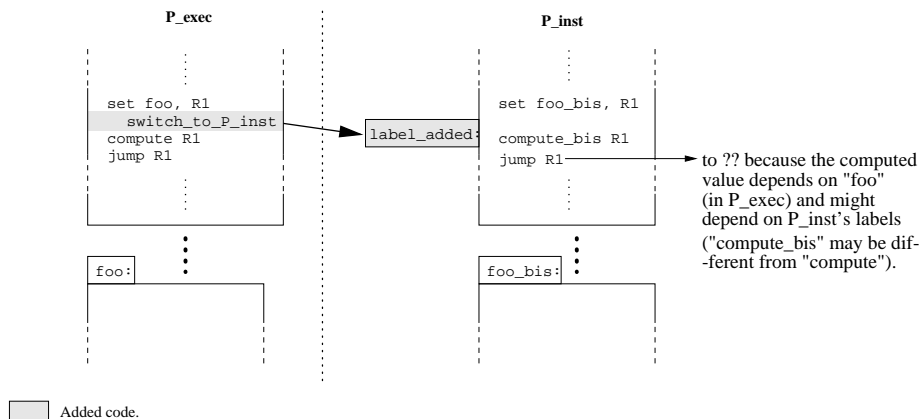 P_exec
set foo, R1
switch_to_P_inst
compute R1
jump R1
foo:
P_inst
label_added:
set foo_bis, R1
compute_bis R1
jump R1
foo_bis:
to ?? because the computed
value depends on "foo"
(in P_exec) and might
depend on P_inst's labels
("compute_bis" may be dif-
-ferent from "compute").
Added code.